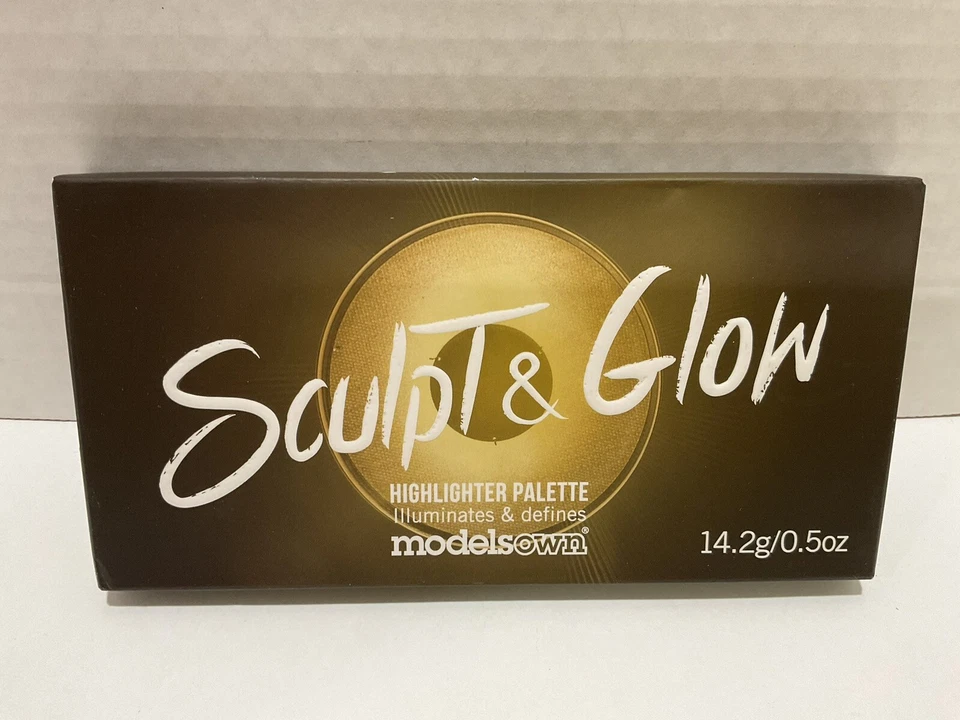 Sculpt & Glow
HIGHLIGHTER PALETTE
Illuminates & defines
modelsown®
14.2g/0.5oz